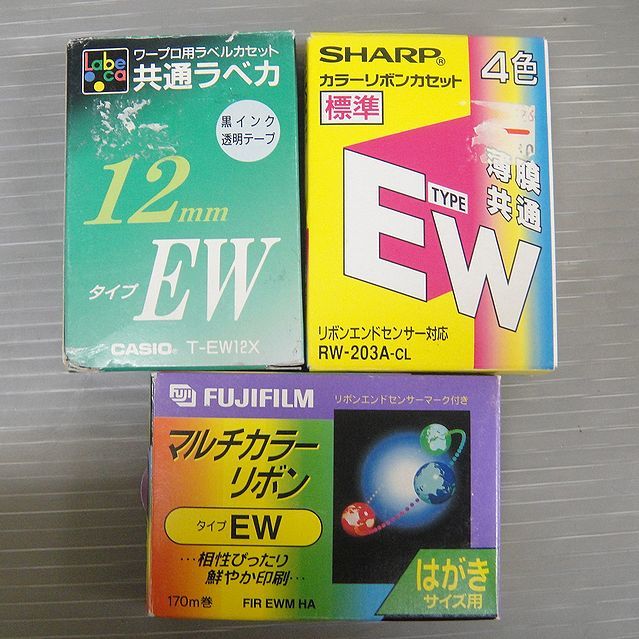 Labeca
ワープロ用ラベルカセット
共通ラベカ
黒インク
透明テープ
12mm
タイプ EW
CASIO® T-EW12X
SHARP®
カラーリボンカセット
4色
標準
薄膜
共通
TYPE
EW
リボンエンドセンサー対応
RW-203A-CL
FUJI FUJIFILM
リボンエンドセンサーマーク付き
マルチカラー
リボン
タイプ EW
…相性ぴったり
鮮やか印刷…
はがき
サイズ用
170m巻 FIR EWM HA